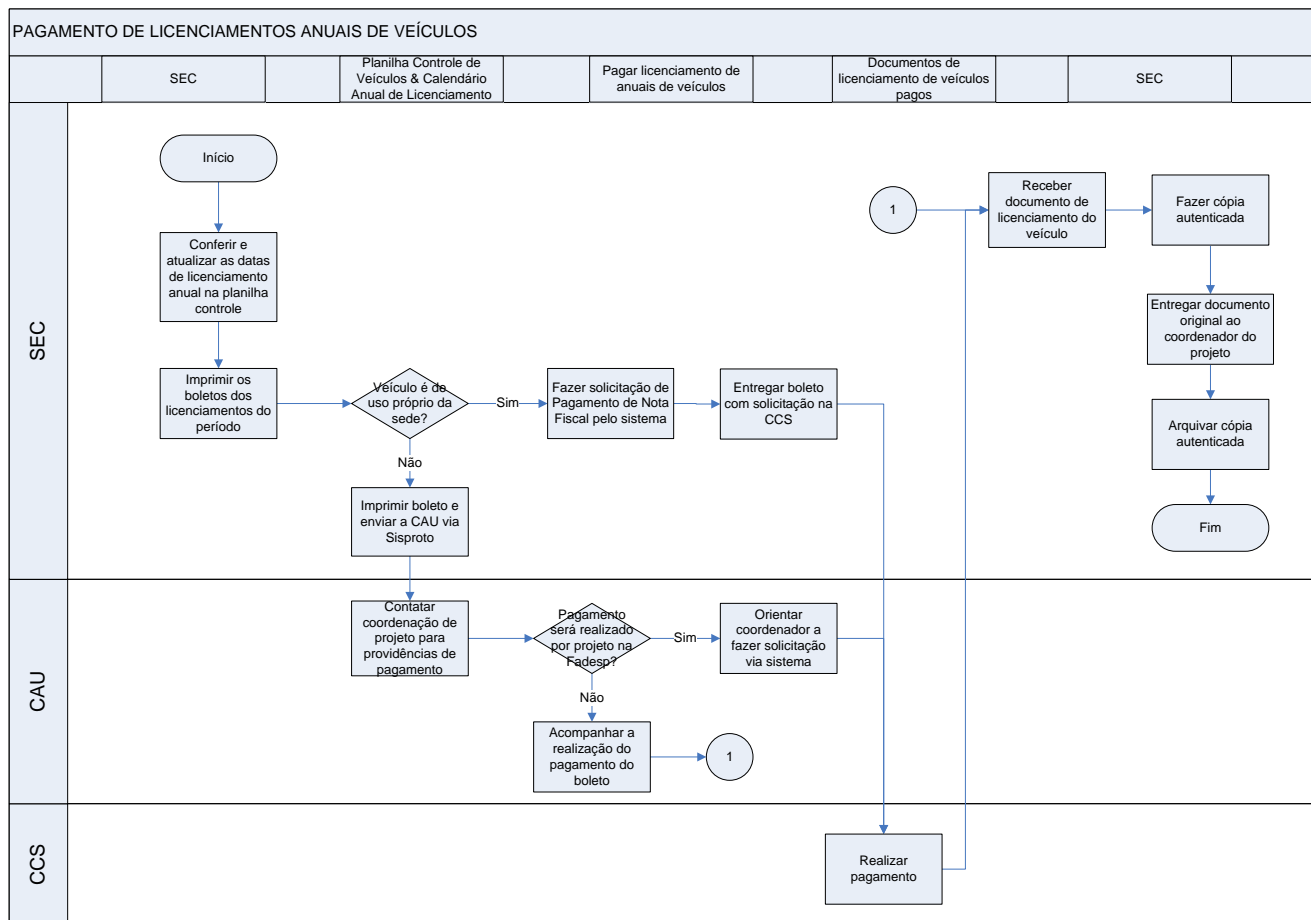 PAGAMENTO DE LICENCIAMENTOS ANUAIS DE VEÍCULOS
SEC
Planilha Controle de
Veículos & Calendário
Anual de Licenciamento
Pagar licenciamento de
anuais de veículos
Documentos de
licenciamento de veículos
pagos
SEC
SEC
Início
Conferir e
atualizar as datas
de licenciamento
anual na planilha
controle
Imprimir os
boletos dos
licenciamentos do
período
Veículo é de
uso próprio da
sede?
Sim
Fazer solicitação de
Pagamento de Nota
Fiscal pelo sistema
Entregar boleto
com solicitação na
CCS
Não
Imprimir boleto e
enviar a CAU via
Sisproto
1
Receber
documento de
licenciamento do
veículo
Fazer cópia
autenticada
Entregar documento
original ao
coordenador do
projeto
Arquivar cópia
autenticada
Fim
CAU
Contatar
coordenação de
projeto para
providências de
pagamento
Pagamento
será realizado
por projeto na
Fadesp?
Sim
Orientar
coordenador a
fazer solicitação
via sistema
Não
Acompanhar a
realização do
pagamento do
boleto
1
CCS
Realizar
pagamento